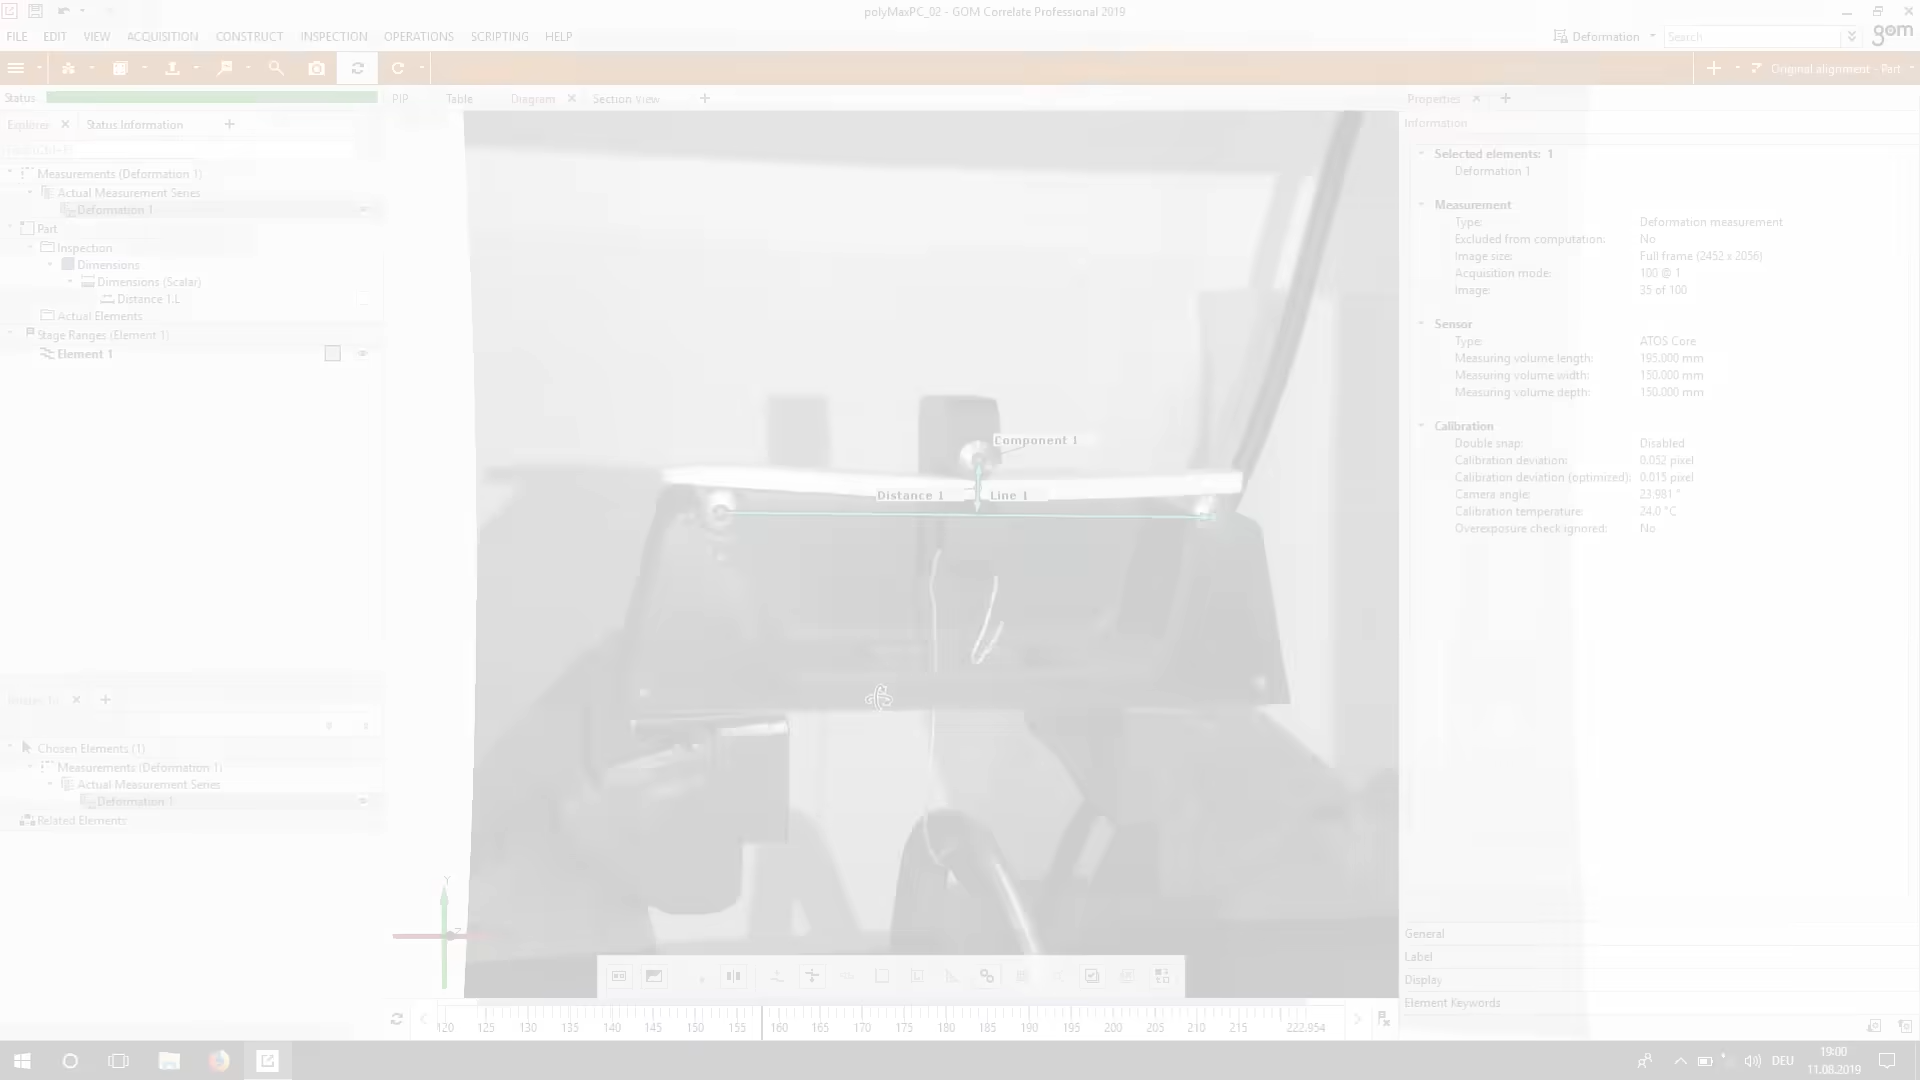 polyMaxPC_02 - GOM Correlate Professional 2019
FILE EDIT VIEW ACQUISITION CONSTRUCT INSPECTION OPERATIONS SCRIPTING HELP
Deformation
Search
gom
Original alignment - Part
Status
PIP Table Diagram Section View
Properties
Explorer Status Information
Information
Measurements (Deformation 1)
Actual Measurement Series
Deformation 1
Part
Inspection
Dimensions
Dimensions (Scalar)
Distance 1.L
Actual Elements
Stage Ranges (Element 1)
Element 1
Chosen Elements (1)
Measurements (Deformation 1)
Actual Measurement Series
Deformation 1
Related Elements
Component 1
Distance 1
Line 1
Y
Z
120 125 130 135 140 145 150 155 160 165 170 175 180 185 190 195 200 205 210 215 222.954
Selected elements: 1
Deformation 1
Measurement
Type: Deformation measurement
Excluded from computation: No
Image size: Full frame (2452 x 2056)
Acquisition mode: 100 @ 1
Image: 35 of 100
Sensor
Type: ATOS Core
Measuring volume length: 195.000 mm
Measuring volume width: 150.000 mm
Measuring volume depth: 150.000 mm
Calibration
Double snap: Disabled
Calibration deviation: 0.052 pixel
Calibration deviation (optimized): 0.015 pixel
Camera angle: 23.981 °
Calibration temperature: 24.0 °C
Overexposure check ignored: No
General
Label
Display
Element Keywords
DEU
19:00
11.08.2019